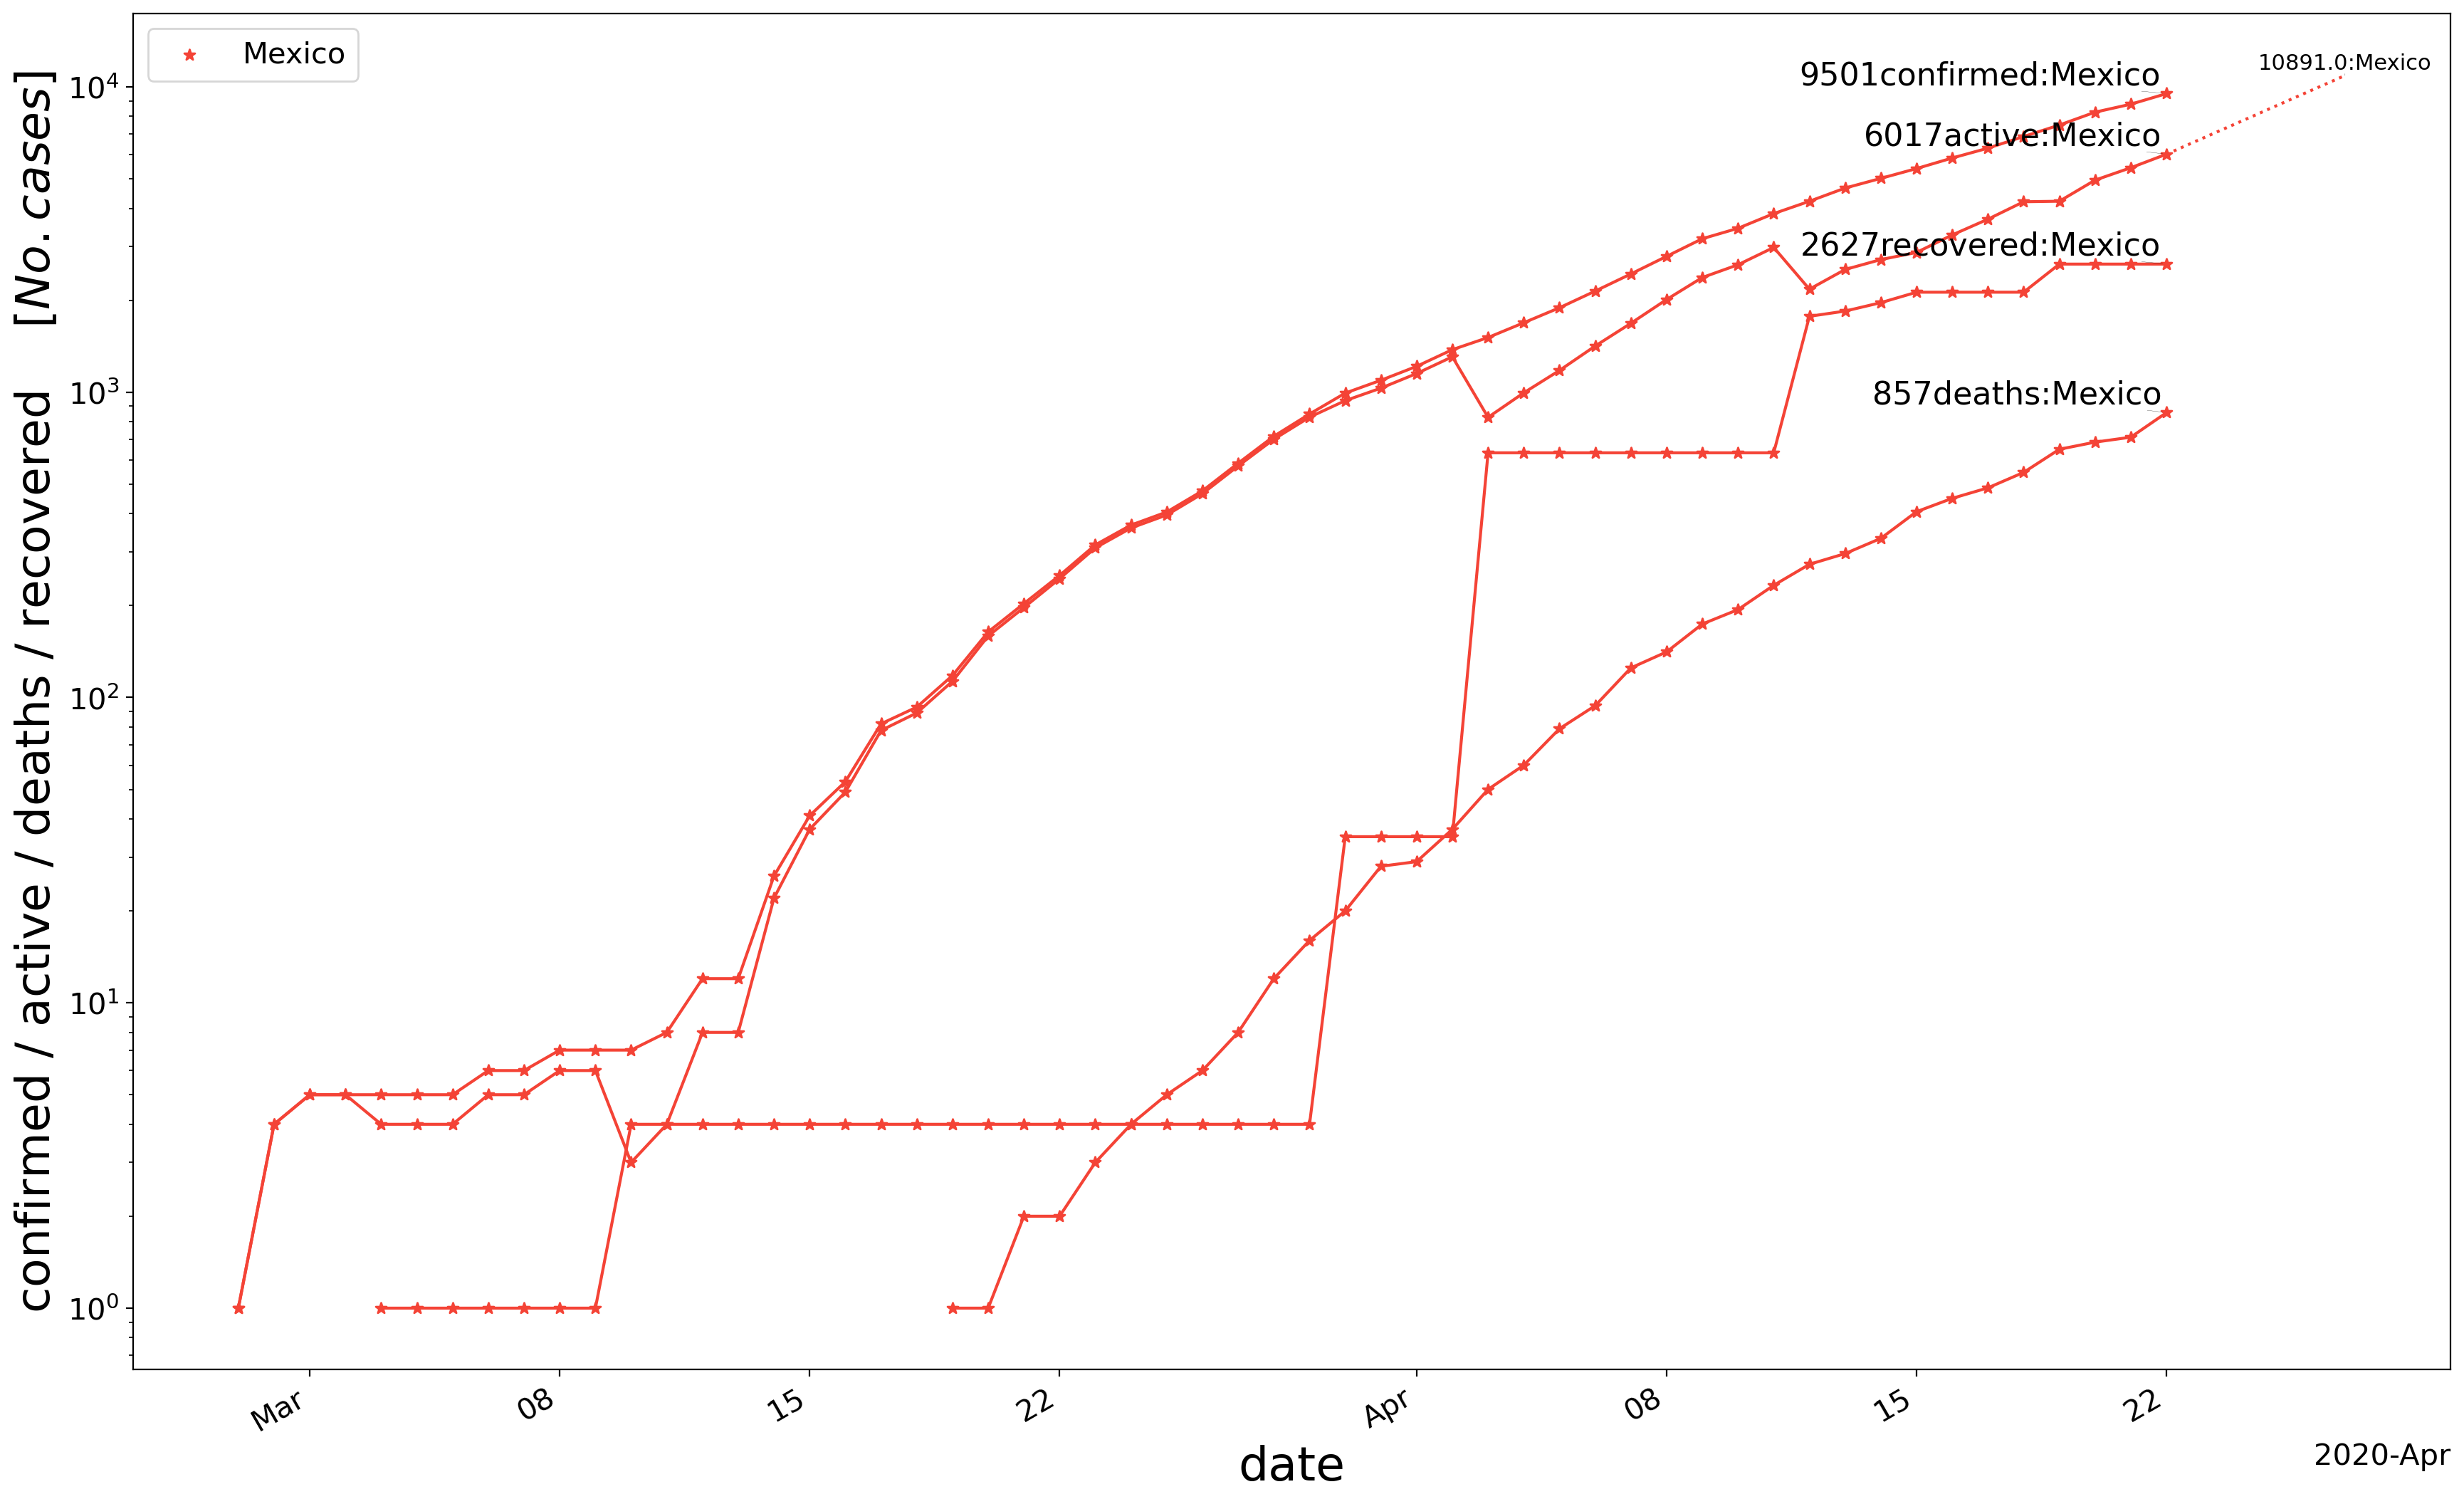 Mexico
9501confirmed:Mexico
10891.0:Mexico
6017active:Mexico
2627recovered:Mexico
857deaths:Mexico
confirmed / active / deaths / recovered [No. cases]
10⁴
10³
10²
10¹
10⁰
Mar 08 15 22 Apr 08 15 22
date
2020-Apr